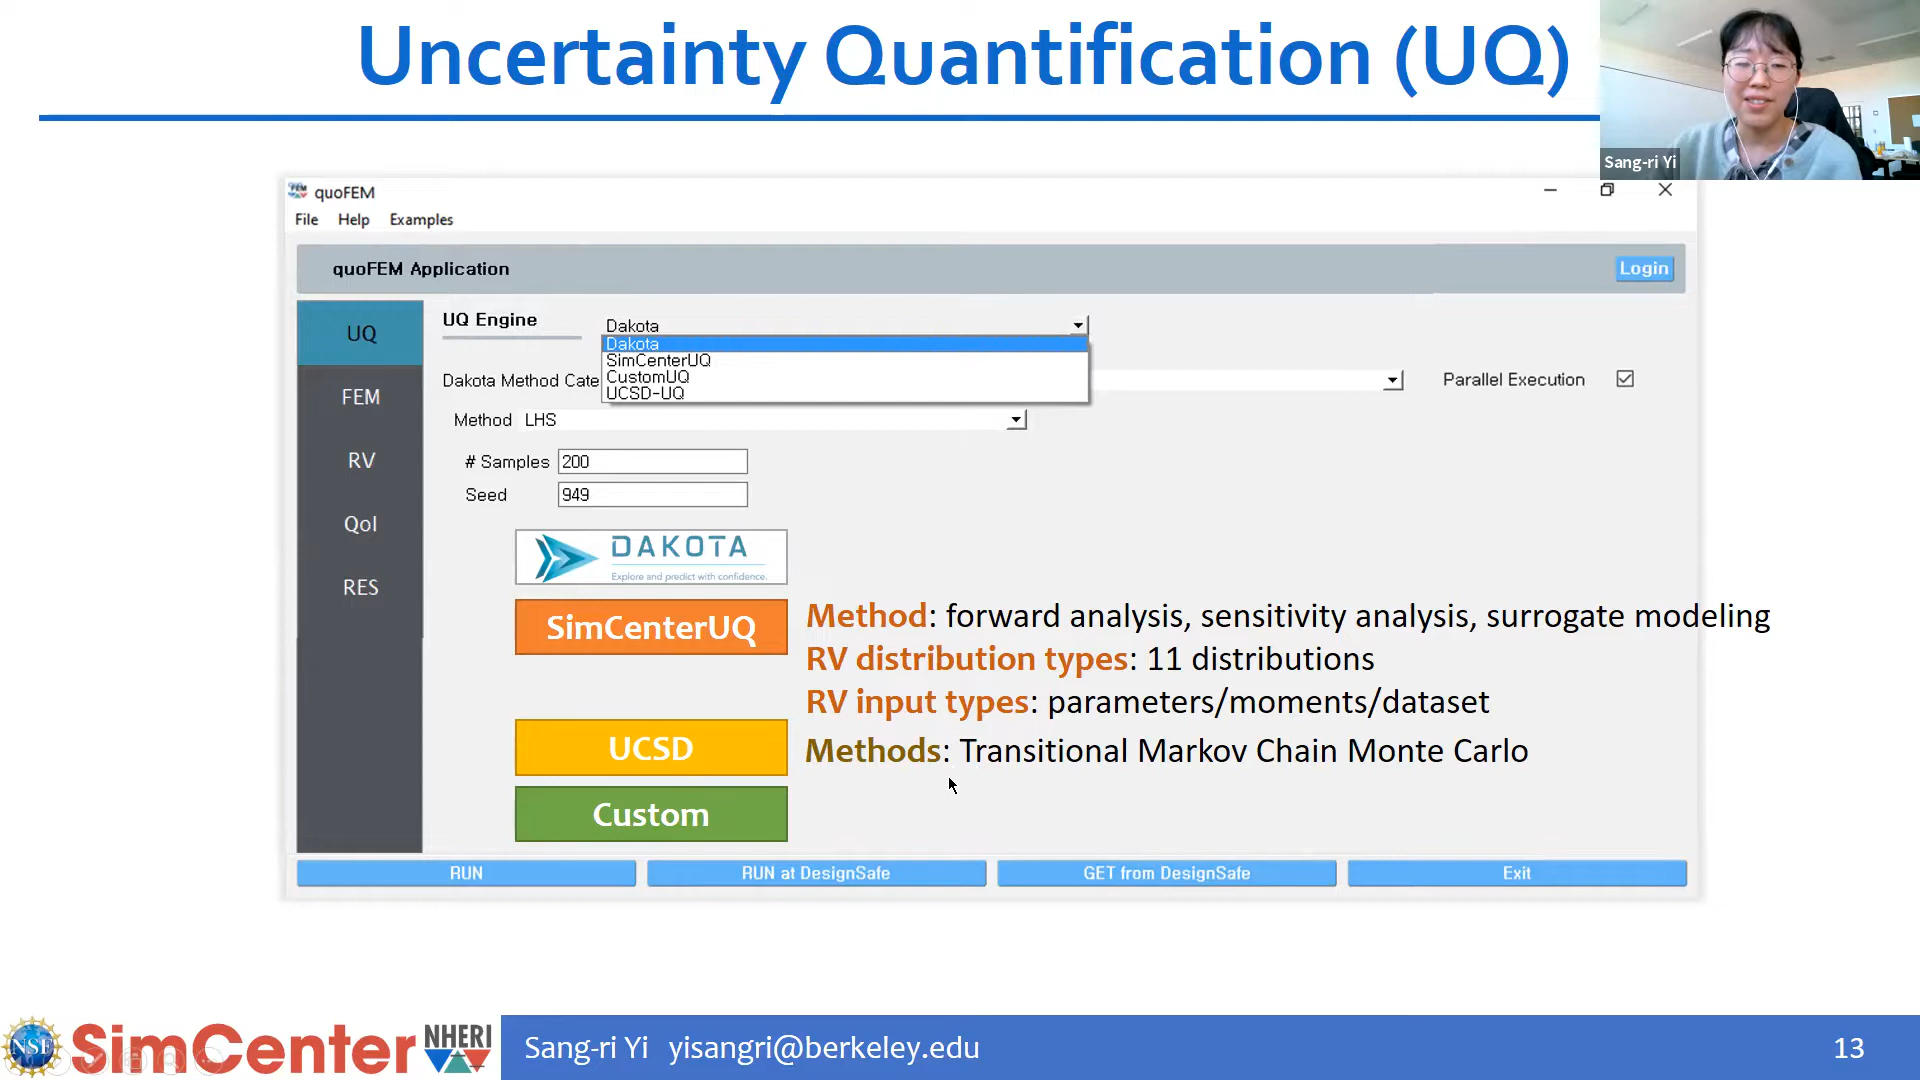 Uncertainty Quantification (UQ)
Sang-ri Yi
quoFEM
File Help Examples
quoFEM Application
Login
UQ
FEM
RV
QoI
RES
UQ Engine
Dakota
Dakota
SimCenterUQ
CustomUQ
UCSD-UQ
Dakota Method Cate
Parallel Execution
Method LHS
# Samples 200
Seed 949
DAKOTA
Explore and predict with confidence.
SimCenterUQ
Method: forward analysis, sensitivity analysis, surrogate modeling
RV distribution types: 11 distributions
RV input types: parameters/moments/dataset
UCSD
Methods: Transitional Markov Chain Monte Carlo
Custom
RUN
RUN at DesignSafe
GET from DesignSafe
Exit
NSF
SimCenter
NHERI
Sang-ri Yi yisangri@berkeley.edu
13